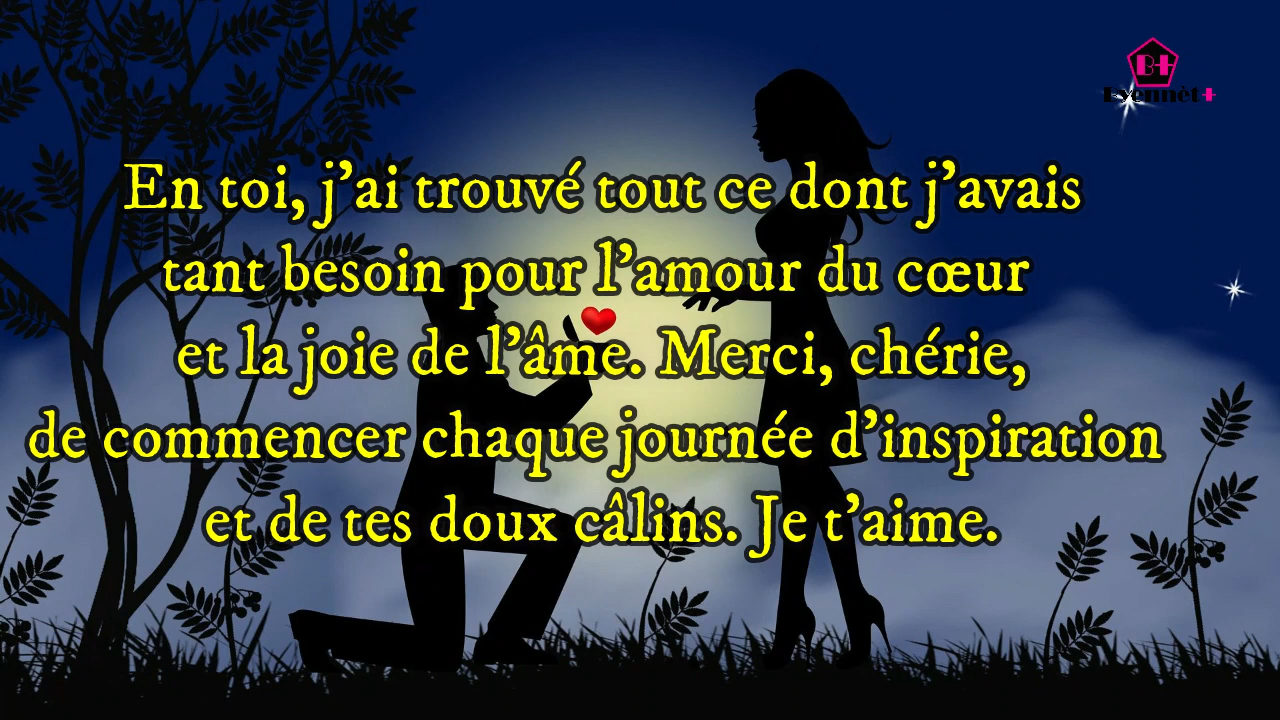 B+
Byennèt+
En toi, j’ai trouvé tout ce dont j’avais
tant besoin pour l’amour du cœur
et la joie de l’âme. Merci, chérie,
de commencer chaque journée d’inspiration
et de tes doux câlins. Je t’aime.